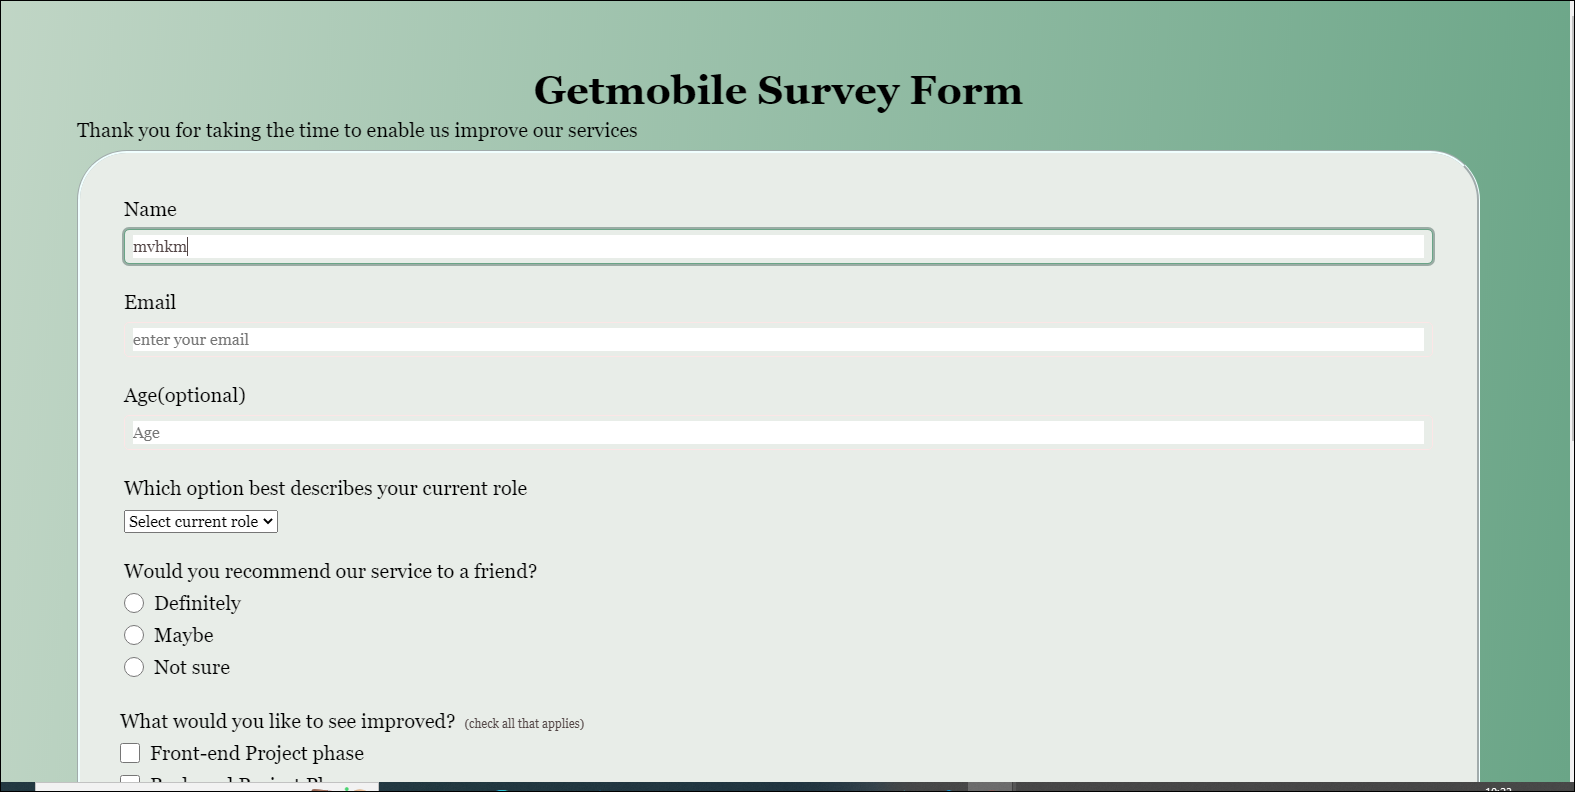 Getmobile Survey Form
Thank you for taking the time to enable us improve our services
Name
mvhkm
Email
enter your email
Age(optional)
Age
Which option best describes your current role
Select current role
Would you recommend our service to a friend?
Definitely
Maybe
Not sure
What would you like to see improved? (check all that applies)
Front-end Project phase